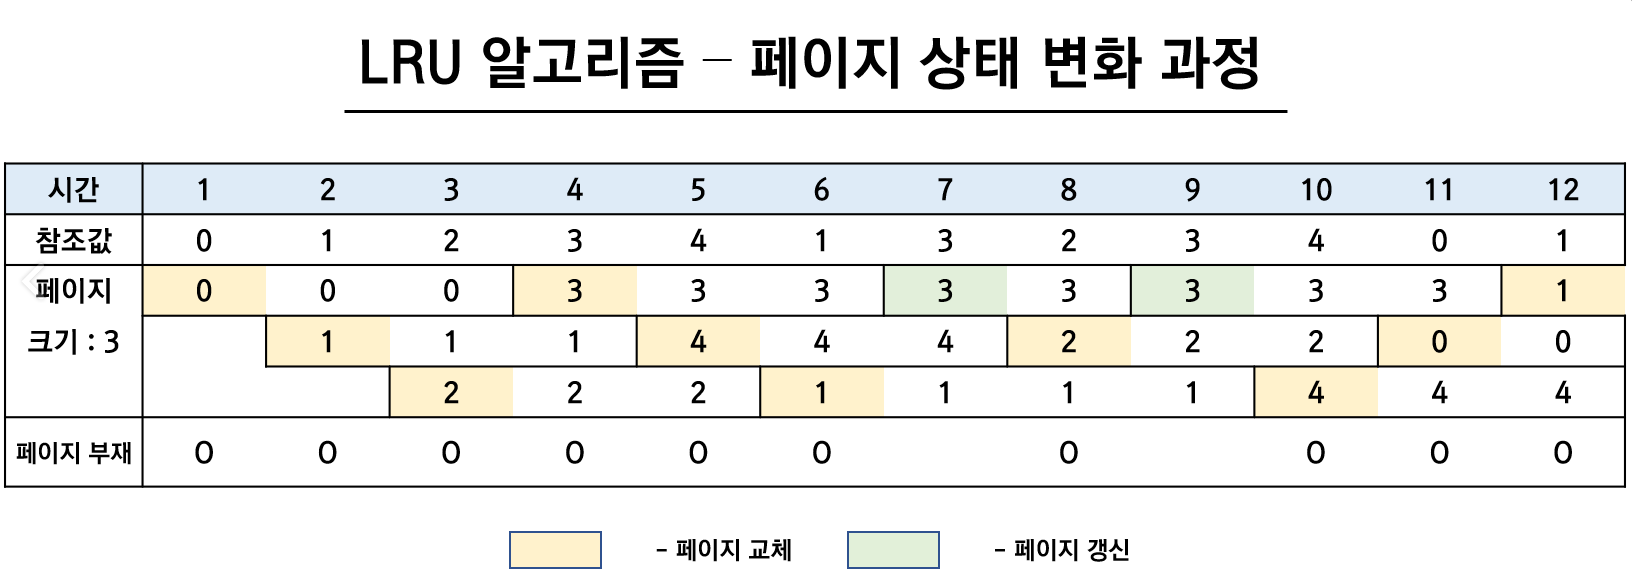 LRU 알고리즘 – 페이지 상태 변화 과정
시간 1 2 3 4 5 6 7 8 9 10 11 12
참조값 0 1 2 3 4 1 3 2 3 4 0 1
페이지 0 0 0 3 3 3 3 3 3 3 3 1
크기 : 3 1 1 1 4 4 4 2 2 2 0 0
2 2 2 1 1 1 1 4 4 4
페이지 부재 O O O O O O O O O O
- 페이지 교체 - 페이지 갱신